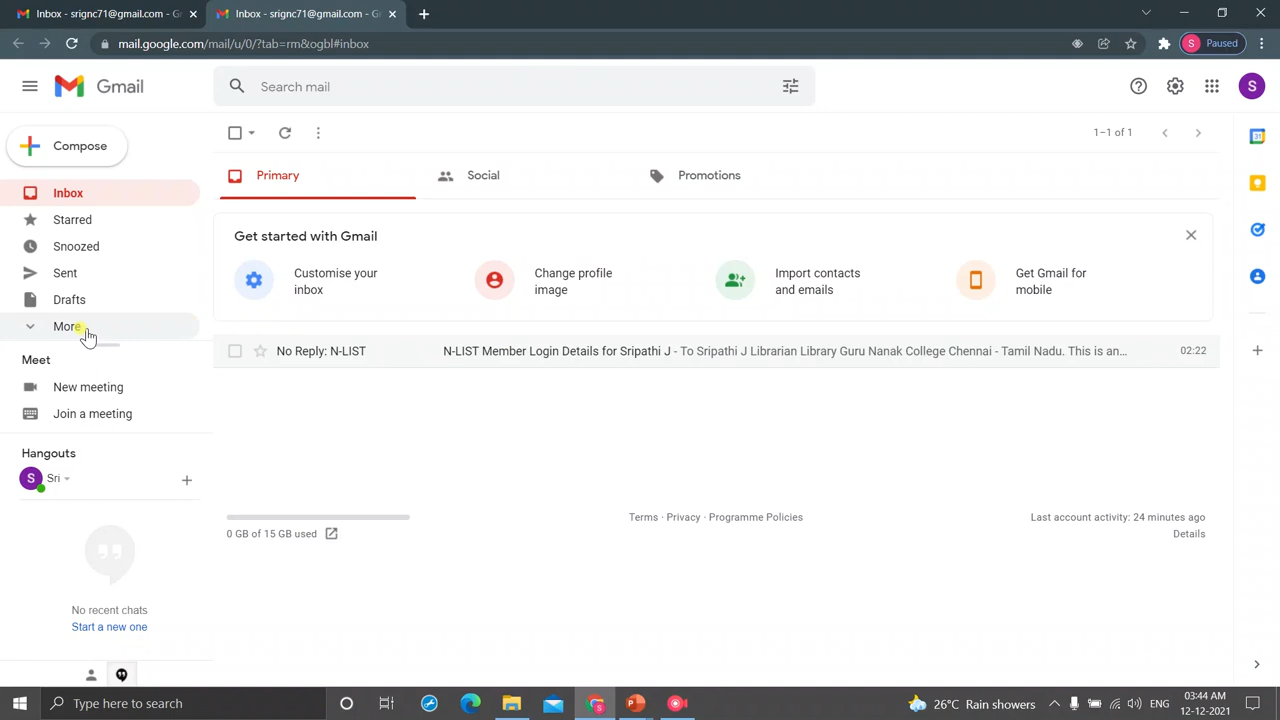 Inbox - srignc71@gmail.com - G
Inbox - srignc71@gmail.com - G
mail.google.com/mail/u/0/?tab=rm&ogbl#inbox
S Paused
Gmail
Search mail
S
Compose
1–1 of 1
31
Inbox
Primary
Social
Promotions
Starred
Snoozed
Sent
Drafts
More
Get started with Gmail
Customise your inbox
Change profile image
Import contacts and emails
Get Gmail for mobile
No Reply: N-LIST
N-LIST Member Login Details for Sripathi J - To Sripathi J Librarian Library Guru Nanak College Chennai - Tamil Nadu. This is an...
02:22
Meet
New meeting
Join a meeting
Hangouts
S Sri
No recent chats
Start a new one
0 GB of 15 GB used
Terms · Privacy · Programme Policies
Last account activity: 24 minutes ago
Details
Type here to search
26°C Rain showers
ENG
03:44 AM
12-12-2021